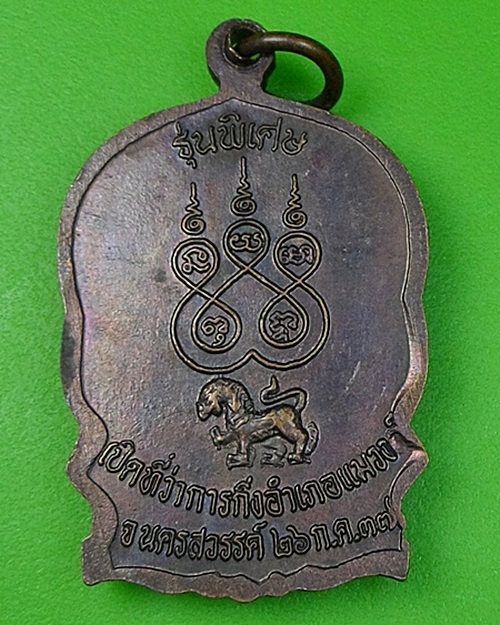 รุ่นพิเศษ
เปิดที่ว่าการกิ่งอำเภอแมวงก์
จ นครสวรรค์ ๒๖ ก.ค.๓๗